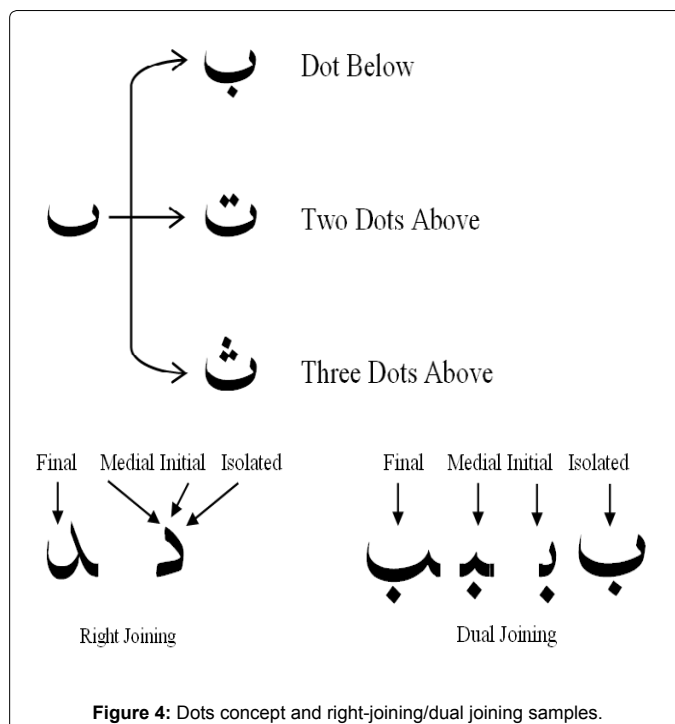 ب Dot Below
ٮ ت Two Dots Above
ث Three Dots Above
Final Medial Initial Isolated
ـد د
Right Joining
Final Medial Initial Isolated
ـب ـبـ بـ ب
Dual Joining
Figure 4: Dots concept and right-joining/dual joining samples.